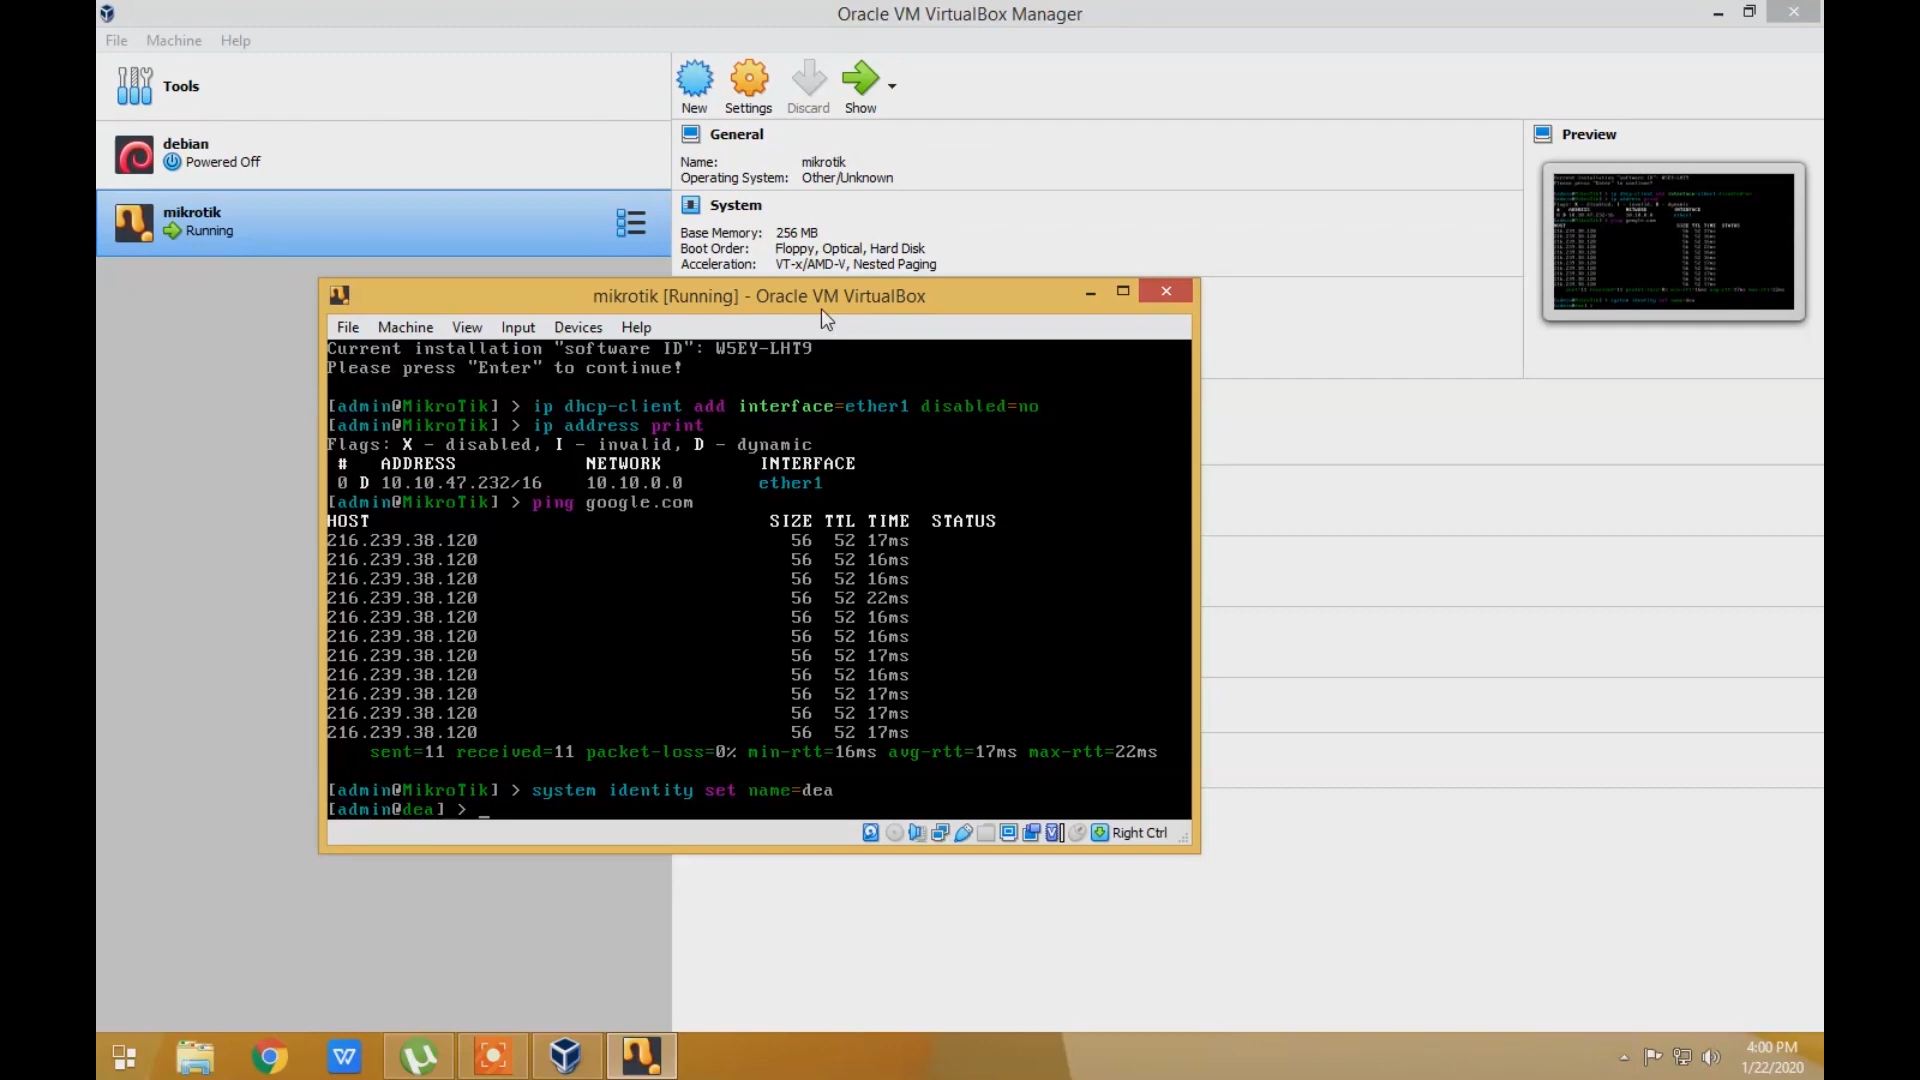 Oracle VM VirtualBox Manager
File Machine Help
Tools
New Settings Discard Show
debian
Powered Off
mikrotik
Running
General
Name: mikrotik
Operating System: Other/Unknown
System
Base Memory: 256 MB
Boot Order: Floppy, Optical, Hard Disk
Acceleration: VT-x/AMD-V, Nested Paging
Preview
mikrotik [Running] - Oracle VM VirtualBox
File Machine View Input Devices Help
Current installation "software ID": W5EY-LHT9
Please press "Enter" to continue!
[admin@MikroTik] > ip dhcp-client add interface=ether1 disabled=no
[admin@MikroTik] > ip address print
Flags: X - disabled, I - invalid, D - dynamic
# ADDRESS NETWORK INTERFACE
0 D 10.10.47.232/16 10.10.0.0 ether1
[admin@MikroTik] > ping google.com
HOST SIZE TTL TIME STATUS
216.239.38.120 56 52 17ms
216.239.38.120 56 52 16ms
216.239.38.120 56 52 16ms
216.239.38.120 56 52 22ms
216.239.38.120 56 52 16ms
216.239.38.120 56 52 16ms
216.239.38.120 56 52 17ms
216.239.38.120 56 52 16ms
216.239.38.120 56 52 17ms
216.239.38.120 56 52 17ms
216.239.38.120 56 52 17ms
sent=11 received=11 packet-loss=0% min-rtt=16ms avg-rtt=17ms max-rtt=22ms
[admin@MikroTik] > system identity set name=dea
[admin@dea] > _
Right Ctrl
4:00 PM
1/22/2020